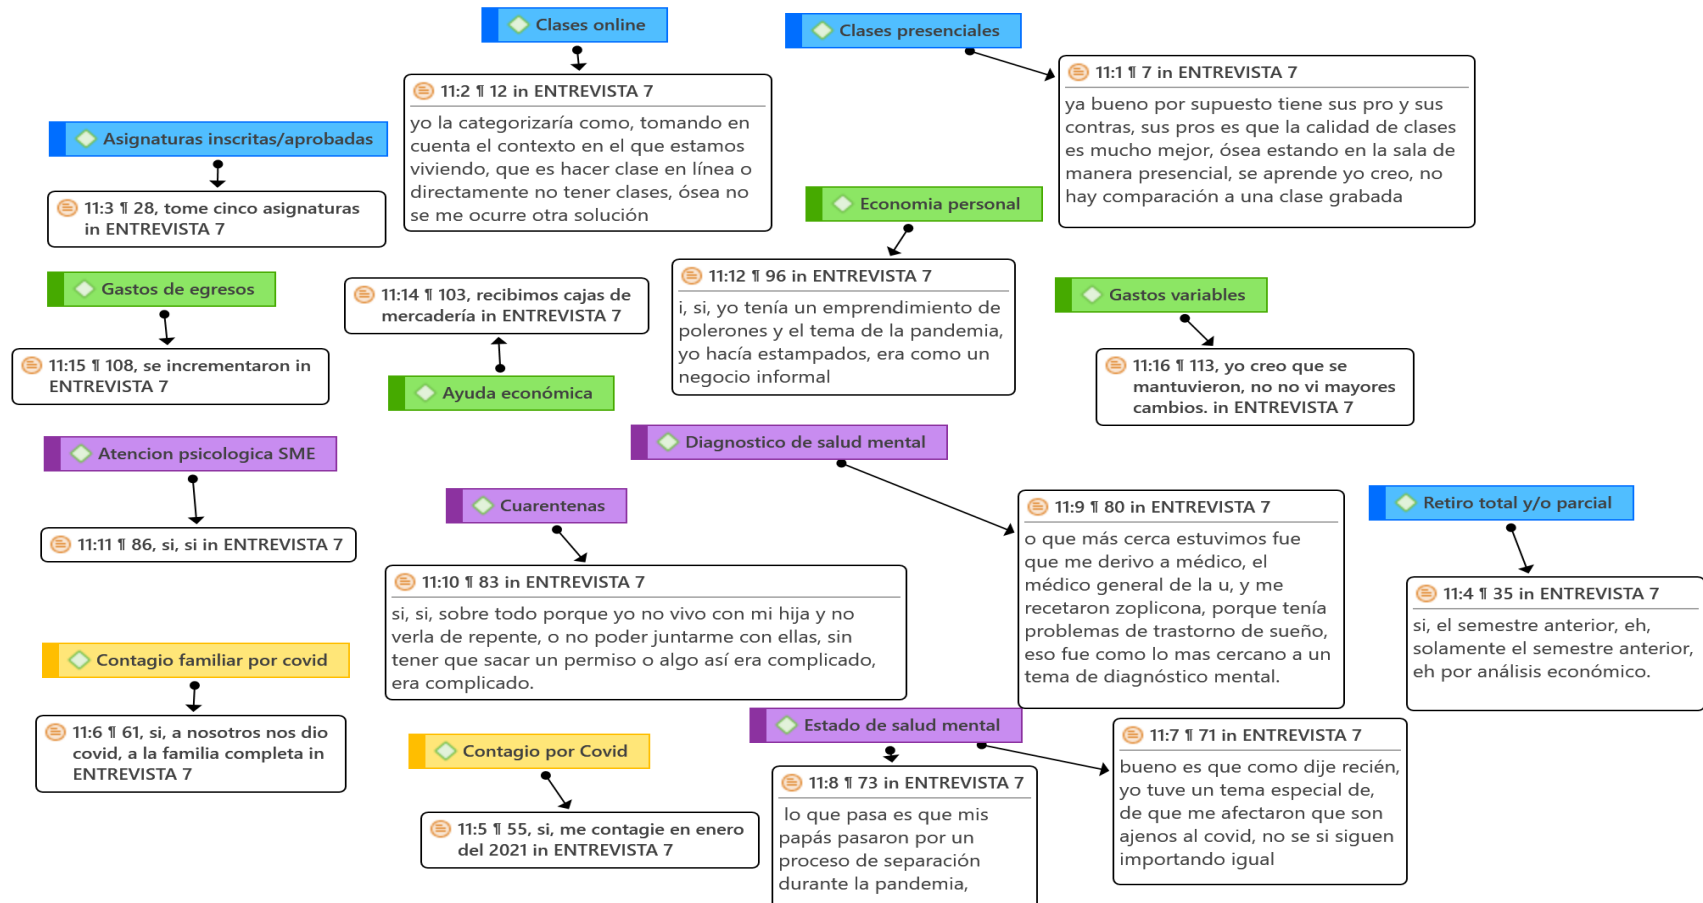 Clases online
11:2 ¶ 12 in ENTREVISTA 7
yo la categorizaría como, tomando en
cuenta el contexto en el que estamos
viviendo, que es hacer clase en línea o
directamente no tener clases, ósea no
se me ocurre otra solución
Clases presenciales
11:1 ¶ 7 in ENTREVISTA 7
ya bueno por supuesto tiene sus pro y sus
contras, sus pros es que la calidad de clases
es mucho mejor, ósea estando en la sala de
manera presencial, se aprende yo creo, no
hay comparación a una clase grabada
Asignaturas inscritas/aprobadas
11:3 ¶ 28, tome cinco asignaturas
in ENTREVISTA 7
Economia personal
11:12 ¶ 96 in ENTREVISTA 7
i, si, yo tenía un emprendimiento de
polerones y el tema de la pandemia,
yo hacía estampados, era como un
negocio informal
Gastos de egresos
11:15 ¶ 108, se incrementaron in
ENTREVISTA 7
11:14 ¶ 103, recibimos cajas de
mercadería in ENTREVISTA 7
Ayuda económica
Gastos variables
11:16 ¶ 113, yo creo que se
mantuvieron, no no vi mayores
cambios. in ENTREVISTA 7
Atencion psicologica SME
11:11 ¶ 86, si, si in ENTREVISTA 7
Cuarentenas
11:10 ¶ 83 in ENTREVISTA 7
si, si, sobre todo porque yo no vivo con mi hija y no
verla de repente, o no poder juntarme con ellas, sin
tener que sacar un permiso o algo así era complicado,
era complicado.
Diagnostico de salud mental
11:9 ¶ 80 in ENTREVISTA 7
o que más cerca estuvimos fue
que me derivo a médico, el
médico general de la u, y me
recetaron zoplicona, porque tenía
problemas de trastorno de sueño,
eso fue como lo mas cercano a un
tema de diagnóstico mental.
Retiro total y/o parcial
11:4 ¶ 35 in ENTREVISTA 7
si, el semestre anterior, eh,
solamente el semestre anterior,
eh por análisis económico.
Contagio familiar por covid
11:6 ¶ 61, si, a nosotros nos dio
covid, a la familia completa in
ENTREVISTA 7
Contagio por Covid
11:5 ¶ 55, si, me contagie en enero
del 2021 in ENTREVISTA 7
Estado de salud mental
11:8 ¶ 73 in ENTREVISTA 7
lo que pasa es que mis
papás pasaron por un
proceso de separación
durante la pandemia,
11:7 ¶ 71 in ENTREVISTA 7
bueno es que como dije recién,
yo tuve un tema especial de,
de que me afectaron que son
ajenos al covid, no se si siguen
importando igual